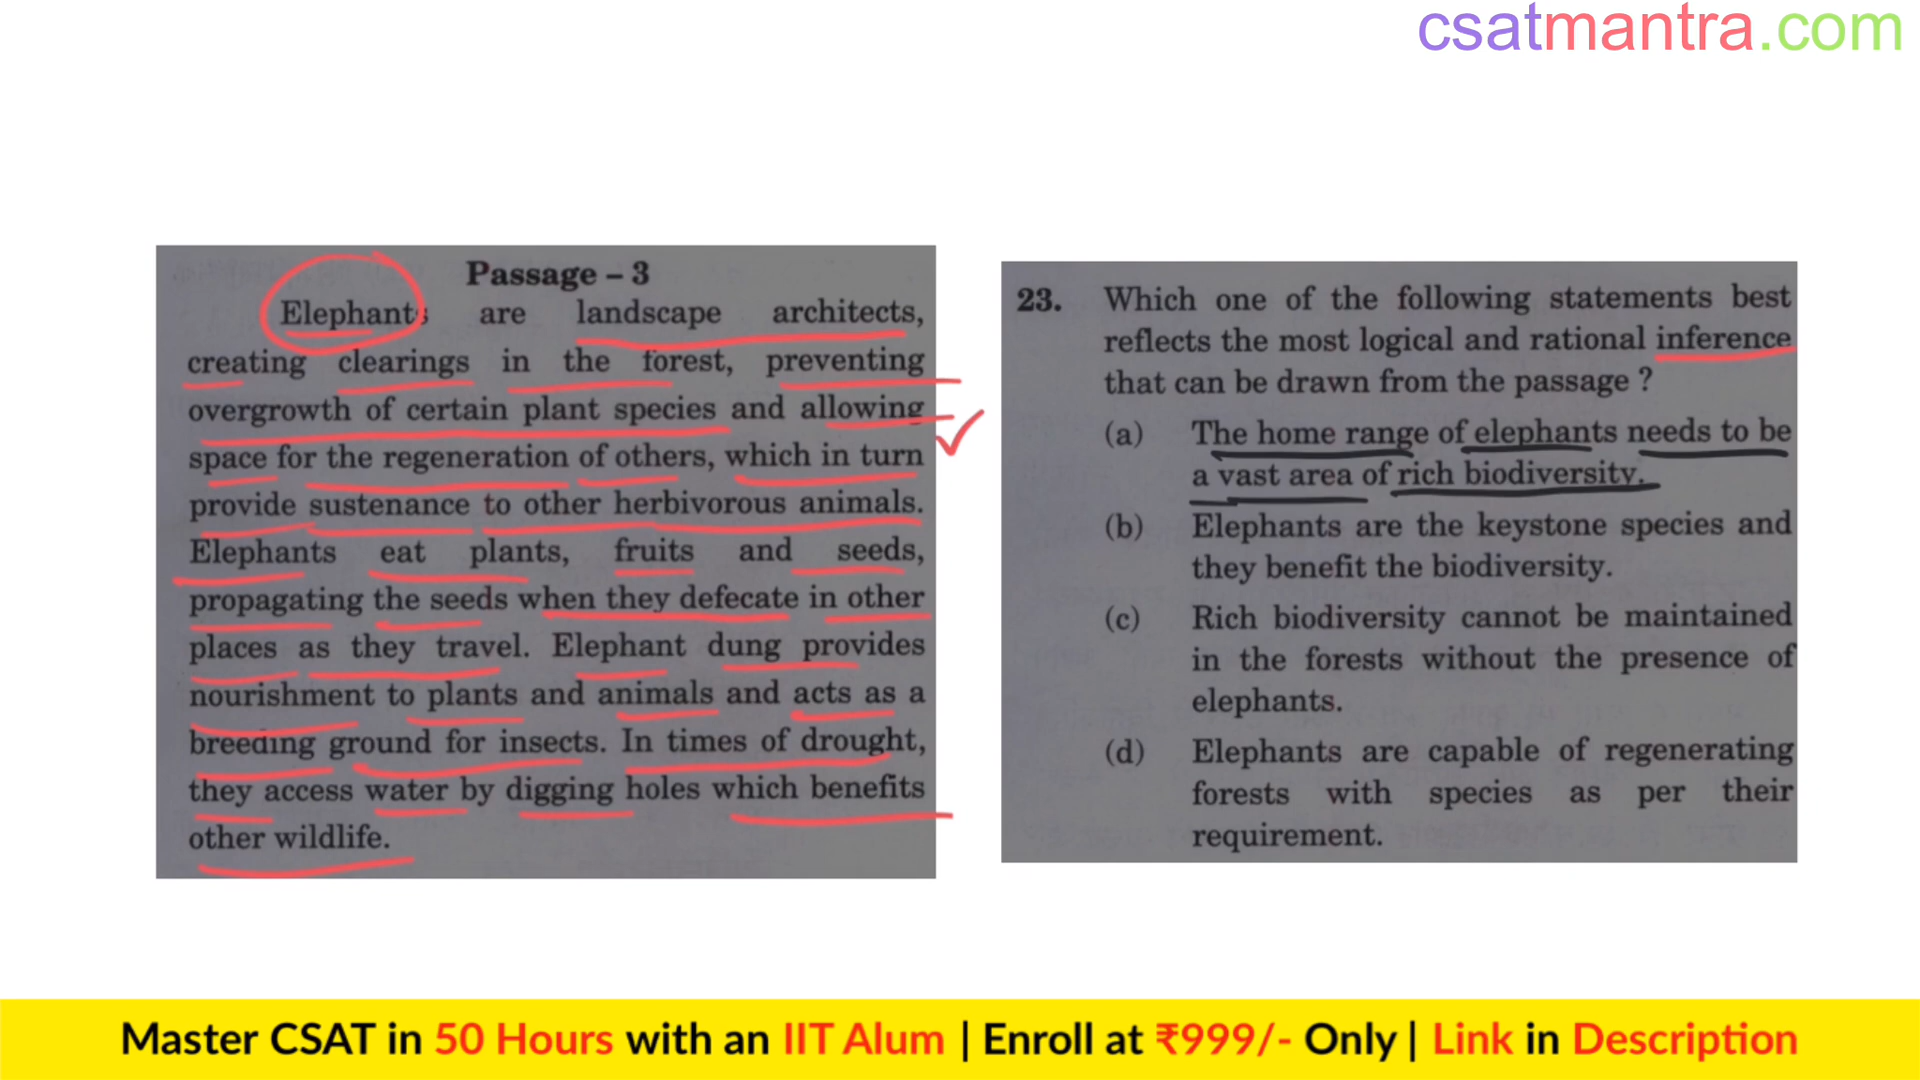 csatmantra.com
Passage – 3
Elephants are landscape architects,
creating clearings in the forest, preventing
overgrowth of certain plant species and allowing
space for the regeneration of others, which in turn
provide sustenance to other herbivorous animals.
Elephants eat plants, fruits and seeds,
propagating the seeds when they defecate in other
places as they travel. Elephant dung provides
nourishment to plants and animals and acts as a
breeding ground for insects. In times of drought,
they access water by digging holes which benefits
other wildlife.
23. Which one of the following statements best
reflects the most logical and rational inference
that can be drawn from the passage ?
(a) The home range of elephants needs to be
a vast area of rich biodiversity.
(b) Elephants are the keystone species and
they benefit the biodiversity.
(c) Rich biodiversity cannot be maintained
in the forests without the presence of
elephants.
(d) Elephants are capable of regenerating
forests with species as per their
requirement.
Master CSAT in 50 Hours with an IIT Alum | Enroll at ₹999/- Only | Link in Description